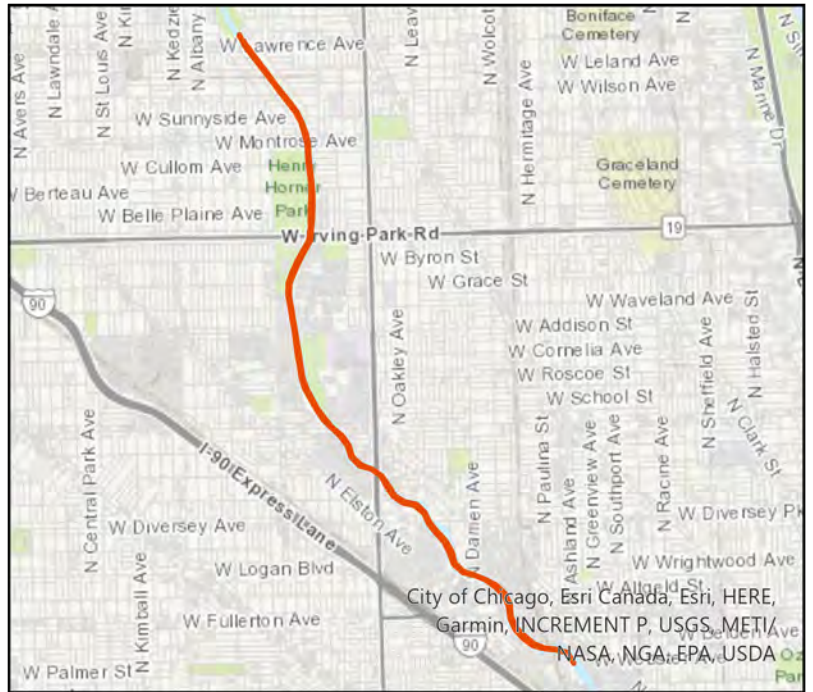 Boniface
Cemetery
N Avers Ave
N Lawndale A
N St Louis Ave
N Kedzie
N Albany
W Lawrence Ave
N Leav
N Wolcot
W Leland Ave
W Wilson Ave
N Marine Dr
N Hermitage Ave
W Sunnyside Ave
W Montrose Ave
W Cullom Ave
Henry
Horner
Park
Graceland
Cemetery
W Berteau Ave
W Belle Plaine Ave
W Irving Park Rd
19
W Byron St
W Grace St
90
W Waveland Ave
W Addison St
W Cornelia Ave
W Roscoe St
W School St
N Oakley Ave
N Sheffield Ave
N Halsted St
N Clark St
N Central Park Ave
I-90 Express Lane
N Elston Ave
N Damen Ave
N Paulina St
N Ashland Ave
N Greenview Ave
N Southport Ave
N Racine Ave
W Diversey Pk
W Diversey Ave
W Logan Blvd
W Wrightwood Ave
W Altgeld St
N Kimball Ave
W Fullerton Ave
W Belden Ave
W Webster Ave
90
W Palmer St
City of Chicago, Esri Canada, Esri, HERE,
Garmin, INCREMENT P, USGS, METI/
NASA, NGA, EPA, USDA